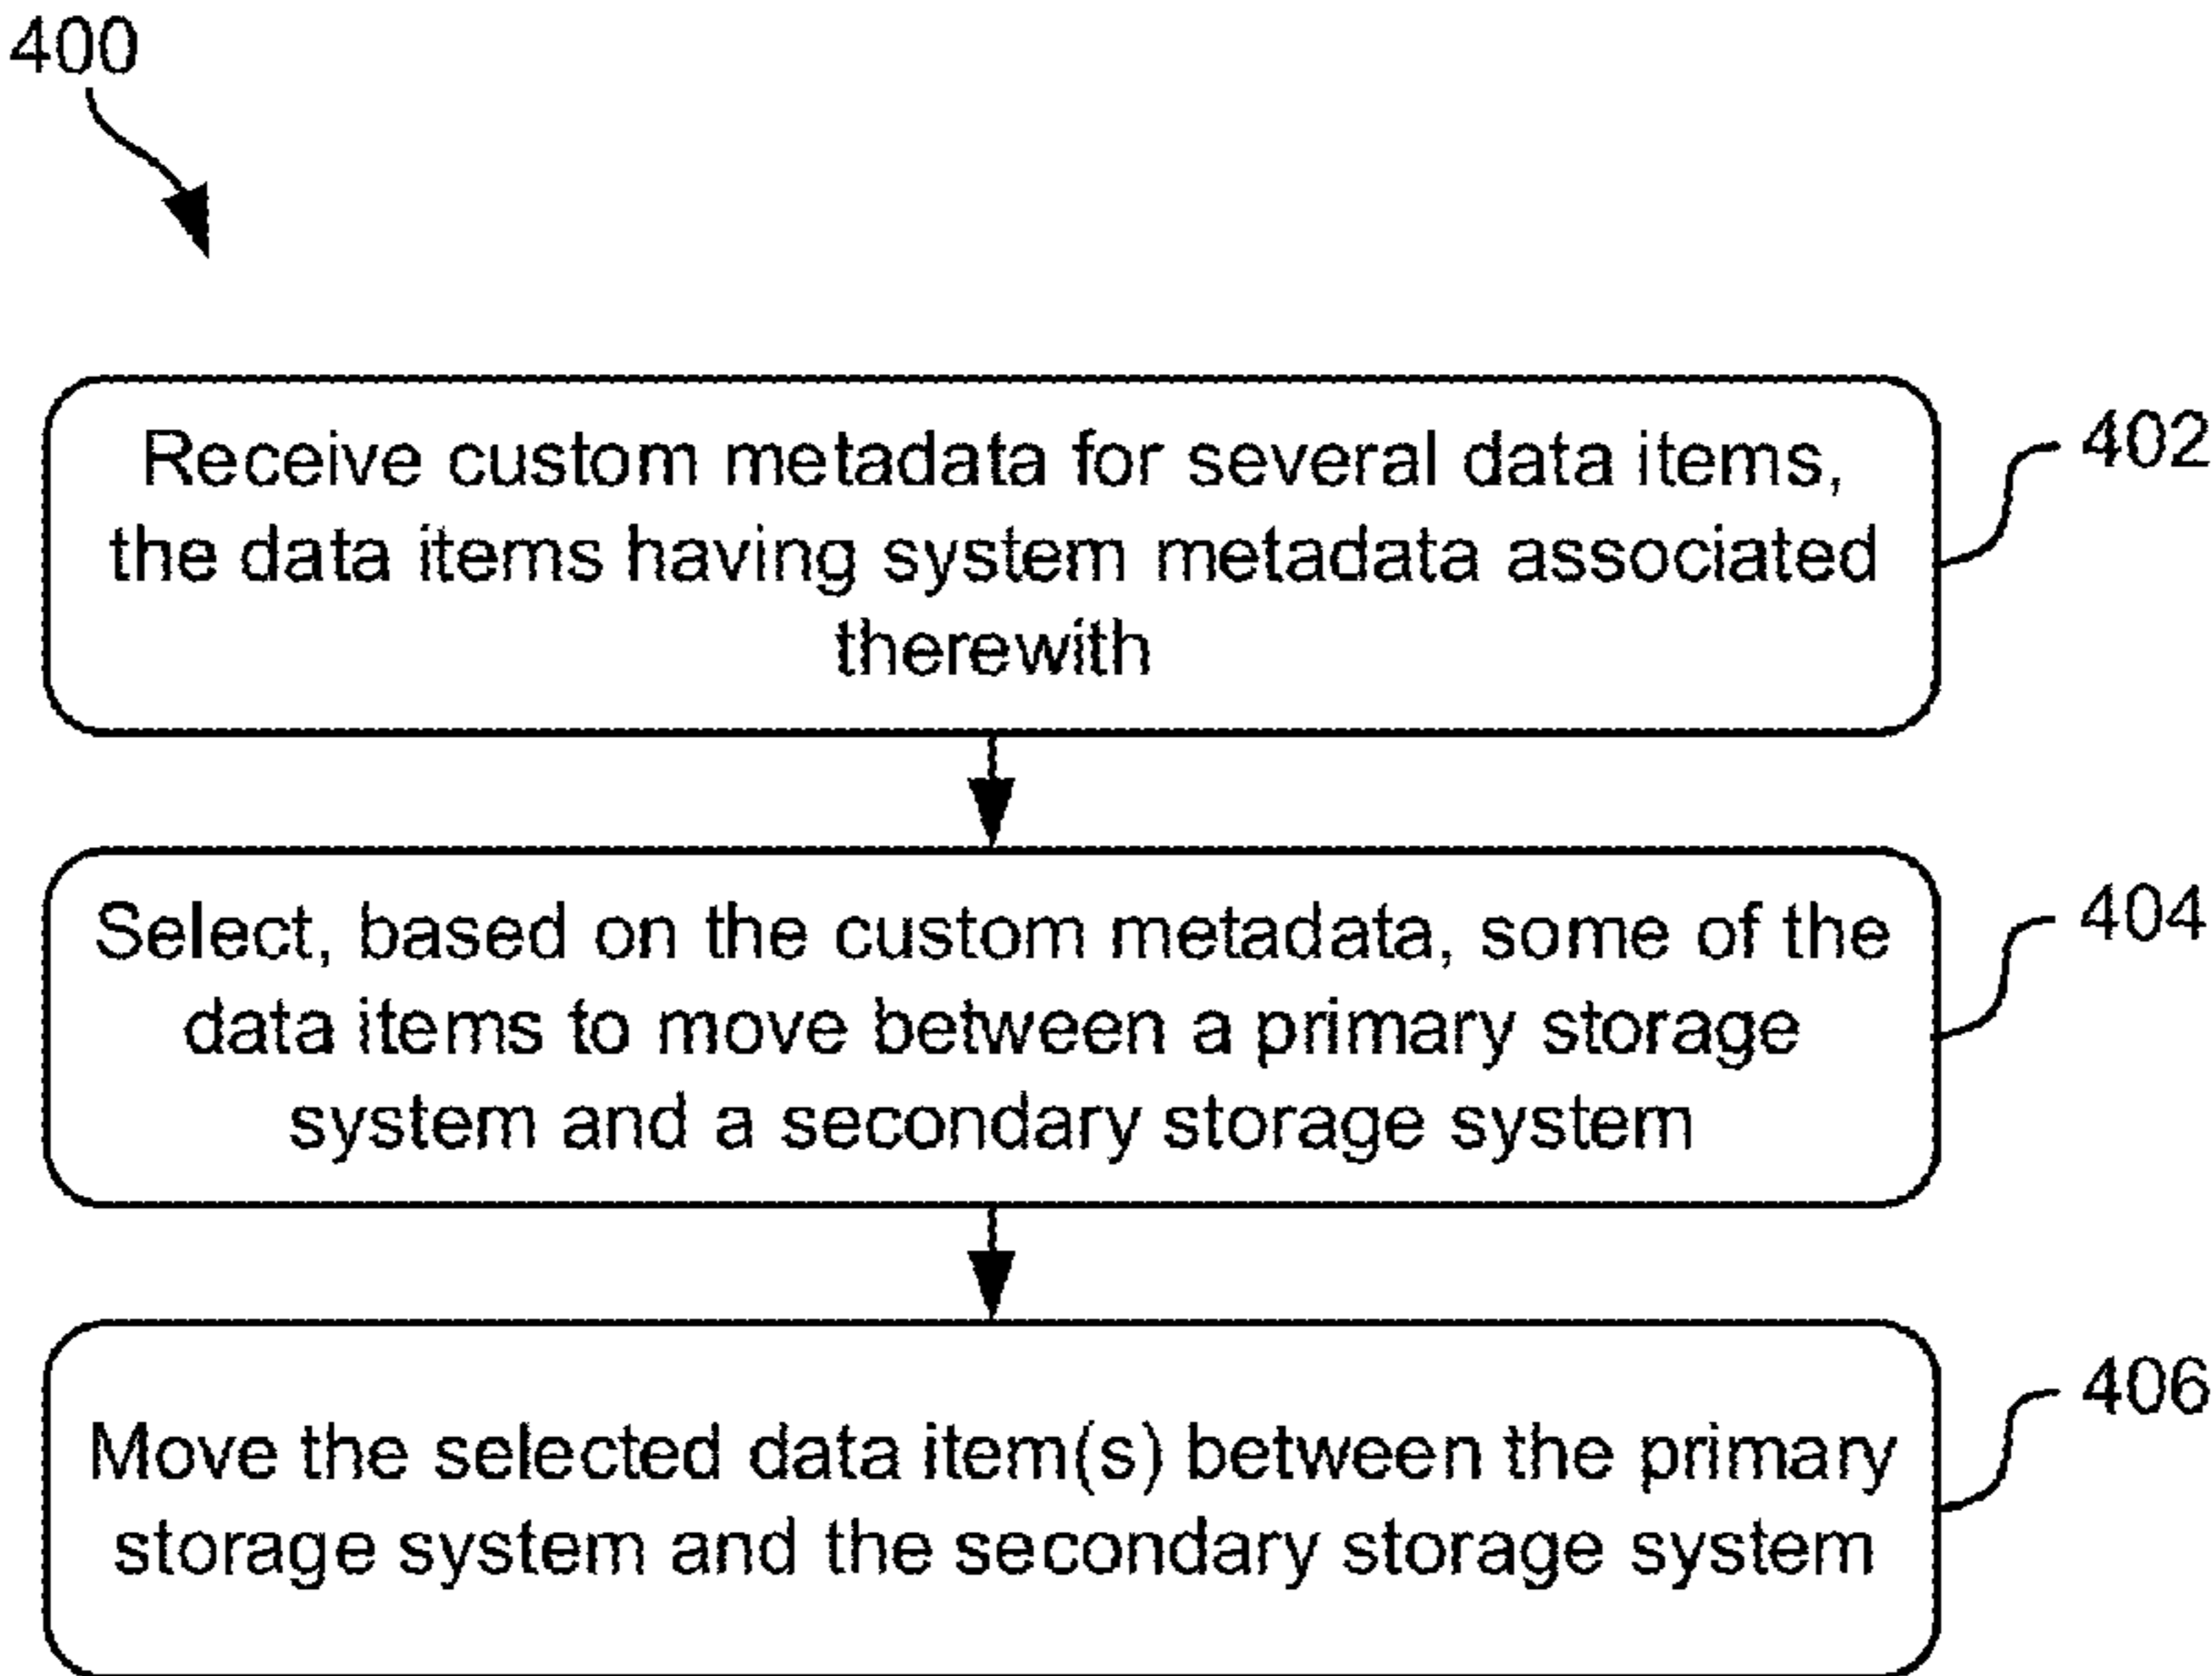 400
Receive custom metadata for several data items,
the data items having system metadata associated
therewith
402
Select, based on the custom metadata, some of the
data items to move between a primary storage
system and a secondary storage system
404
Move the selected data item(s) between the primary
storage system and the secondary storage system
406